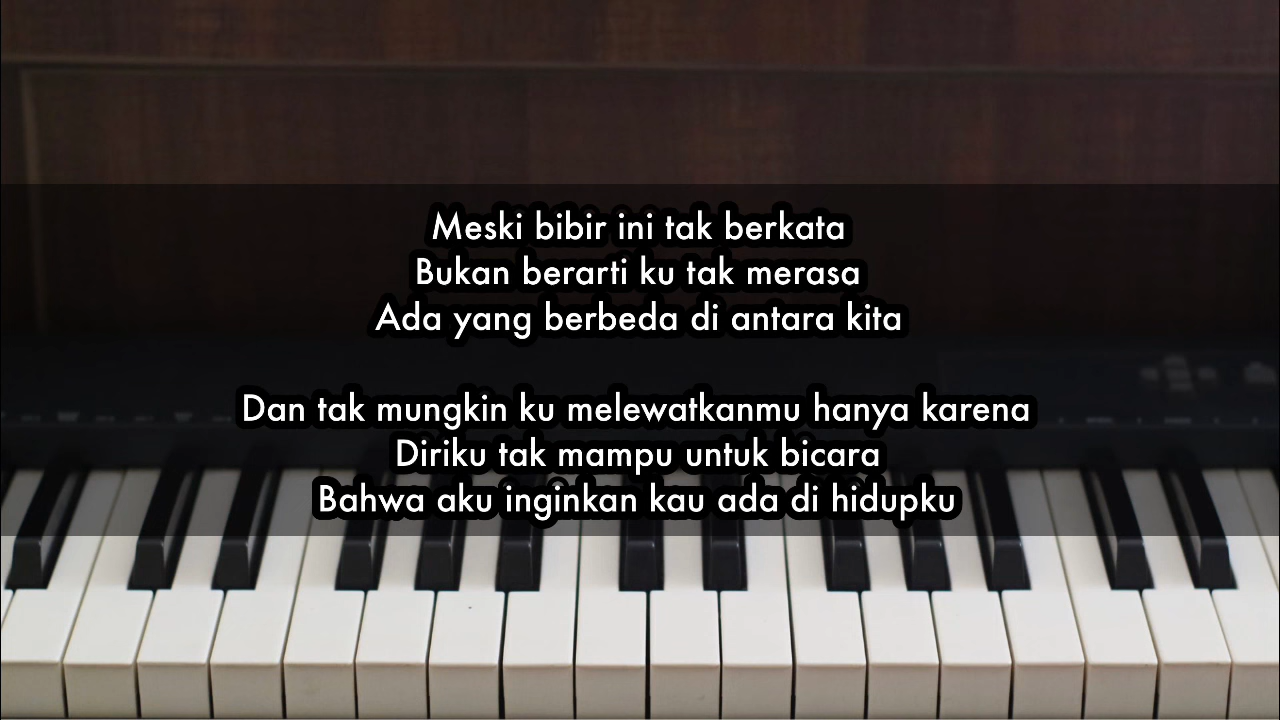 Meski bibir ini tak berkata
Bukan berarti ku tak merasa
Ada yang berbeda di antara kita
Dan tak mungkin ku melewatkanmu hanya karena
Diriku tak mampu untuk bicara
Bahwa aku inginkan kau ada di hidupku